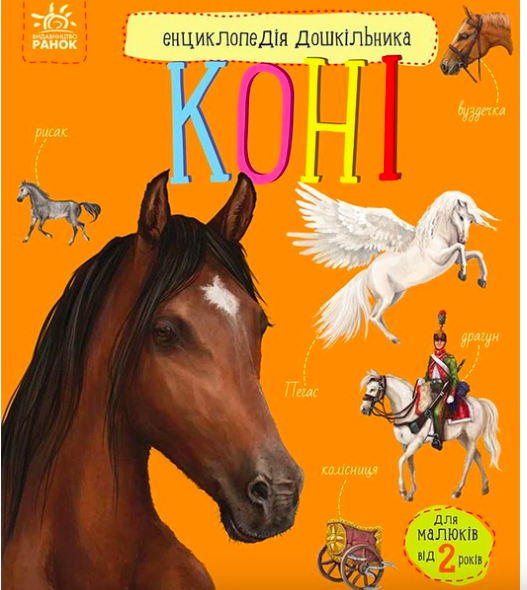 ВИДАВНИЦТВО
РАНОК
енциклопедія дошкільника
КОНІ
вуздечка
рисак
Пегас
драгун
колісниця
для
малюків
від 2 років